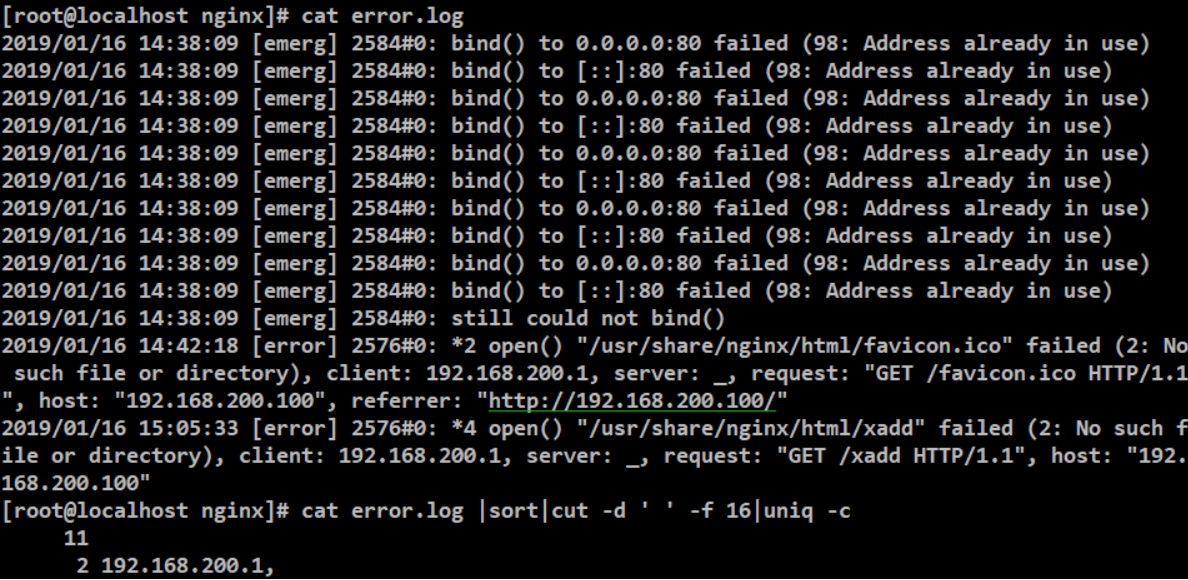 [root@localhost nginx]# cat error.log
2019/01/16 14:38:09 [emerg] 2584#0: bind() to 0.0.0.0:80 failed (98: Address already in use)
2019/01/16 14:38:09 [emerg] 2584#0: bind() to [::]:80 failed (98: Address already in use)
2019/01/16 14:38:09 [emerg] 2584#0: bind() to 0.0.0.0:80 failed (98: Address already in use)
2019/01/16 14:38:09 [emerg] 2584#0: bind() to [::]:80 failed (98: Address already in use)
2019/01/16 14:38:09 [emerg] 2584#0: bind() to 0.0.0.0:80 failed (98: Address already in use)
2019/01/16 14:38:09 [emerg] 2584#0: bind() to [::]:80 failed (98: Address already in use)
2019/01/16 14:38:09 [emerg] 2584#0: bind() to 0.0.0.0:80 failed (98: Address already in use)
2019/01/16 14:38:09 [emerg] 2584#0: bind() to [::]:80 failed (98: Address already in use)
2019/01/16 14:38:09 [emerg] 2584#0: bind() to 0.0.0.0:80 failed (98: Address already in use)
2019/01/16 14:38:09 [emerg] 2584#0: bind() to [::]:80 failed (98: Address already in use)
2019/01/16 14:38:09 [emerg] 2584#0: still could not bind()
2019/01/16 14:42:18 [error] 2576#0: *2 open() "/usr/share/nginx/html/favicon.ico" failed (2: No
 such file or directory), client: 192.168.200.1, server: _, request: "GET /favicon.ico HTTP/1.1
", host: "192.168.200.100", referrer: "http://192.168.200.100/"
2019/01/16 15:05:33 [error] 2576#0: *4 open() "/usr/share/nginx/html/xadd" failed (2: No such f
ile or directory), client: 192.168.200.1, server: _, request: "GET /xadd HTTP/1.1", host: "192.
168.200.100"
[root@localhost nginx]# cat error.log |sort|cut -d ' ' -f 16|uniq -c
     11
      2 192.168.200.1,